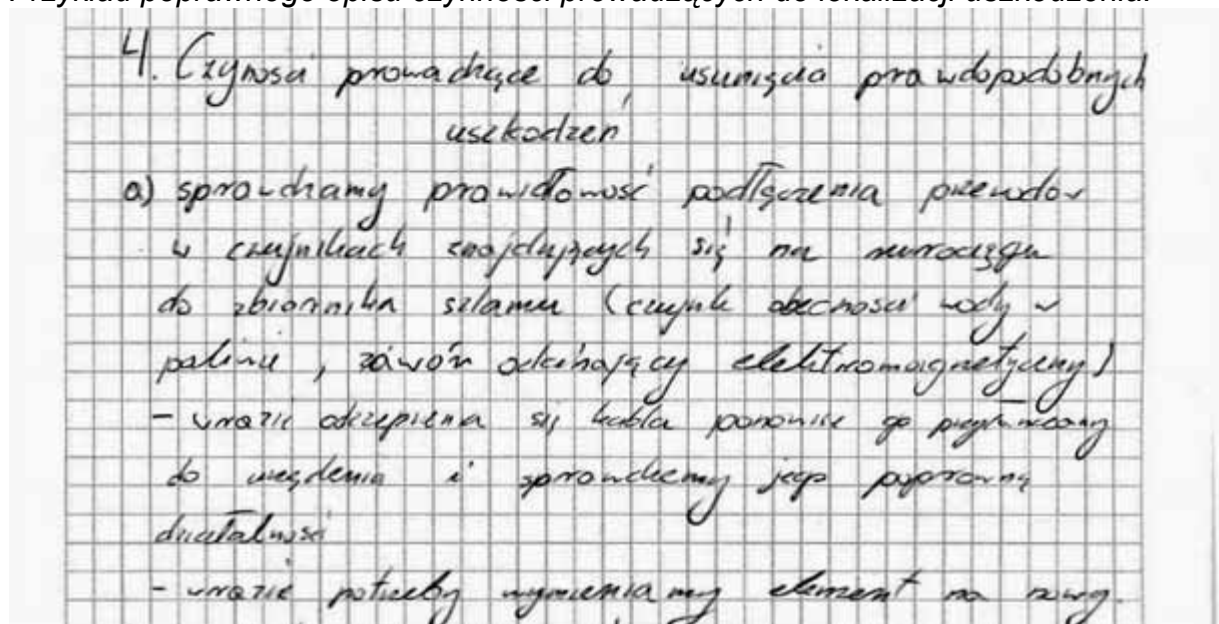 Przykład poprawnego opisu czynności prowadzących do lokalizacji uszkodzenia.
4. Czynności prowadzące do usunięcia prawdopodobnych
uszkodzeń
a) sprawdzamy prawidłowość podłączenia przewodów
w czujnikach znajdujących się na rurociągu
do zbiornika szlamu (czujnik obecności wody w
paliwie, zawór odcinający elektromagnetyczny)
- w razie odczepienia się kabla ponownie go
do urządzenia i sprawdzamy jego poprawną
działalność
- w razie potrzeby wymieniamy element na nowy.